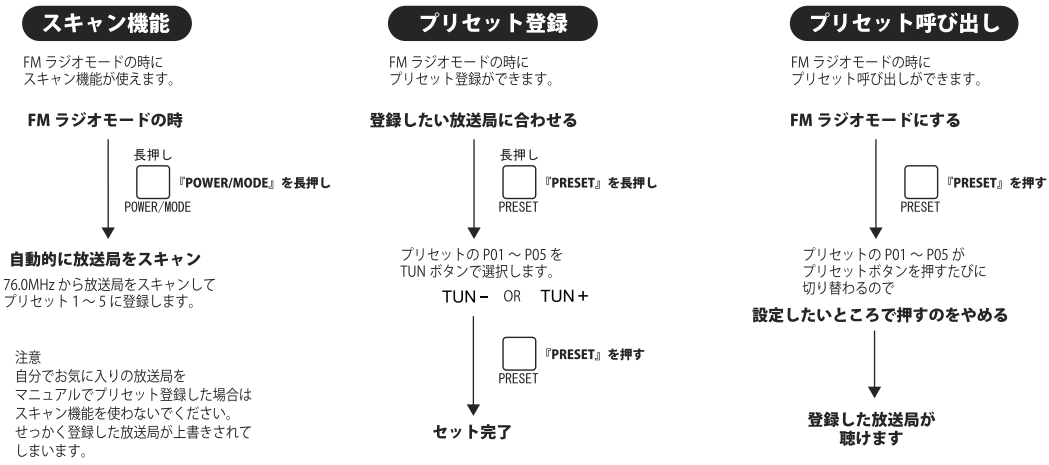 スキャン機能
FM ラジオモードの時に
スキャン機能が使えます。
FM ラジオモードの時
長押し
『POWER/MODE』を長押し
POWER/MODE
自動的に放送局をスキャン
76.0MHz から放送局をスキャンして
プリセット 1 ～ 5 に登録します。
注意
自分でお気に入りの放送局を
マニュアルでプリセット登録した場合は
スキャン機能を使わないでください。
せっかく登録した放送局が上書きされて
しまいます。
プリセット登録
FM ラジオモードの時に
プリセット登録ができます。
登録したい放送局に合わせる
長押し
『PRESET』を長押し
PRESET
プリセットの P01 ～ P05 を
TUN ボタンで選択します。
TUN− OR TUN+
『PRESET』を押す
PRESET
セット完了
プリセット呼び出し
FM ラジオモードの時に
プリセット呼び出しができます。
FM ラジオモードにする
『PRESET』を押す
PRESET
プリセットの P01 ～ P05 が
プリセットボタンを押すたびに
切り替わるので
設定したいところで押すのをやめる
登録した放送局が
聴けます